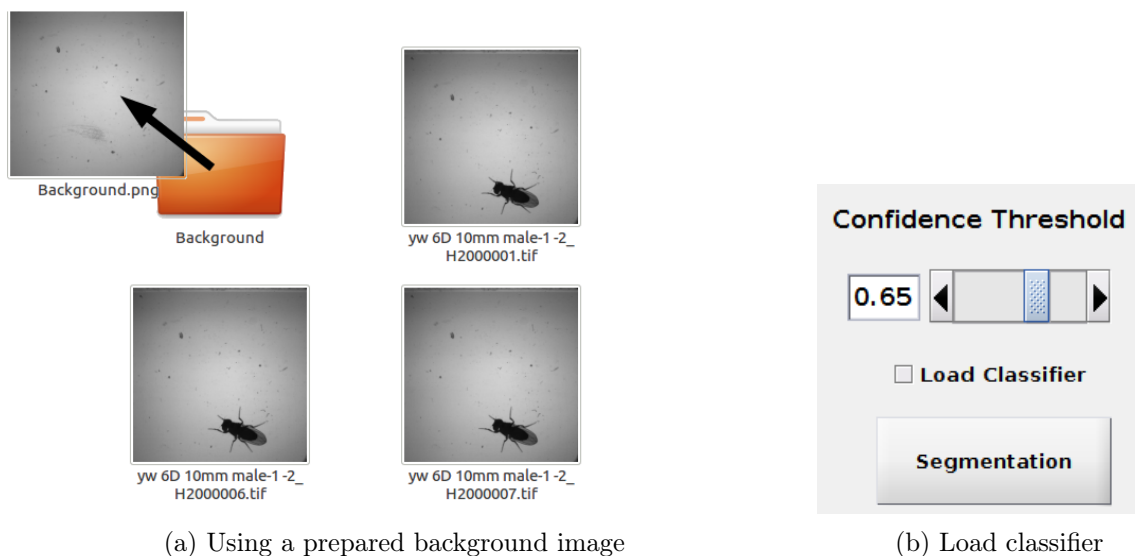 Background.png
Background
yw 6D 10mm male-1 -2_
H2000001.tif
yw 6D 10mm male-1 -2_
H2000006.tif
yw 6D 10mm male-1 -2_
H2000007.tif
(a) Using a prepared background image
Confidence Threshold
0.65
Load Classifier
Segmentation
(b) Load classifier